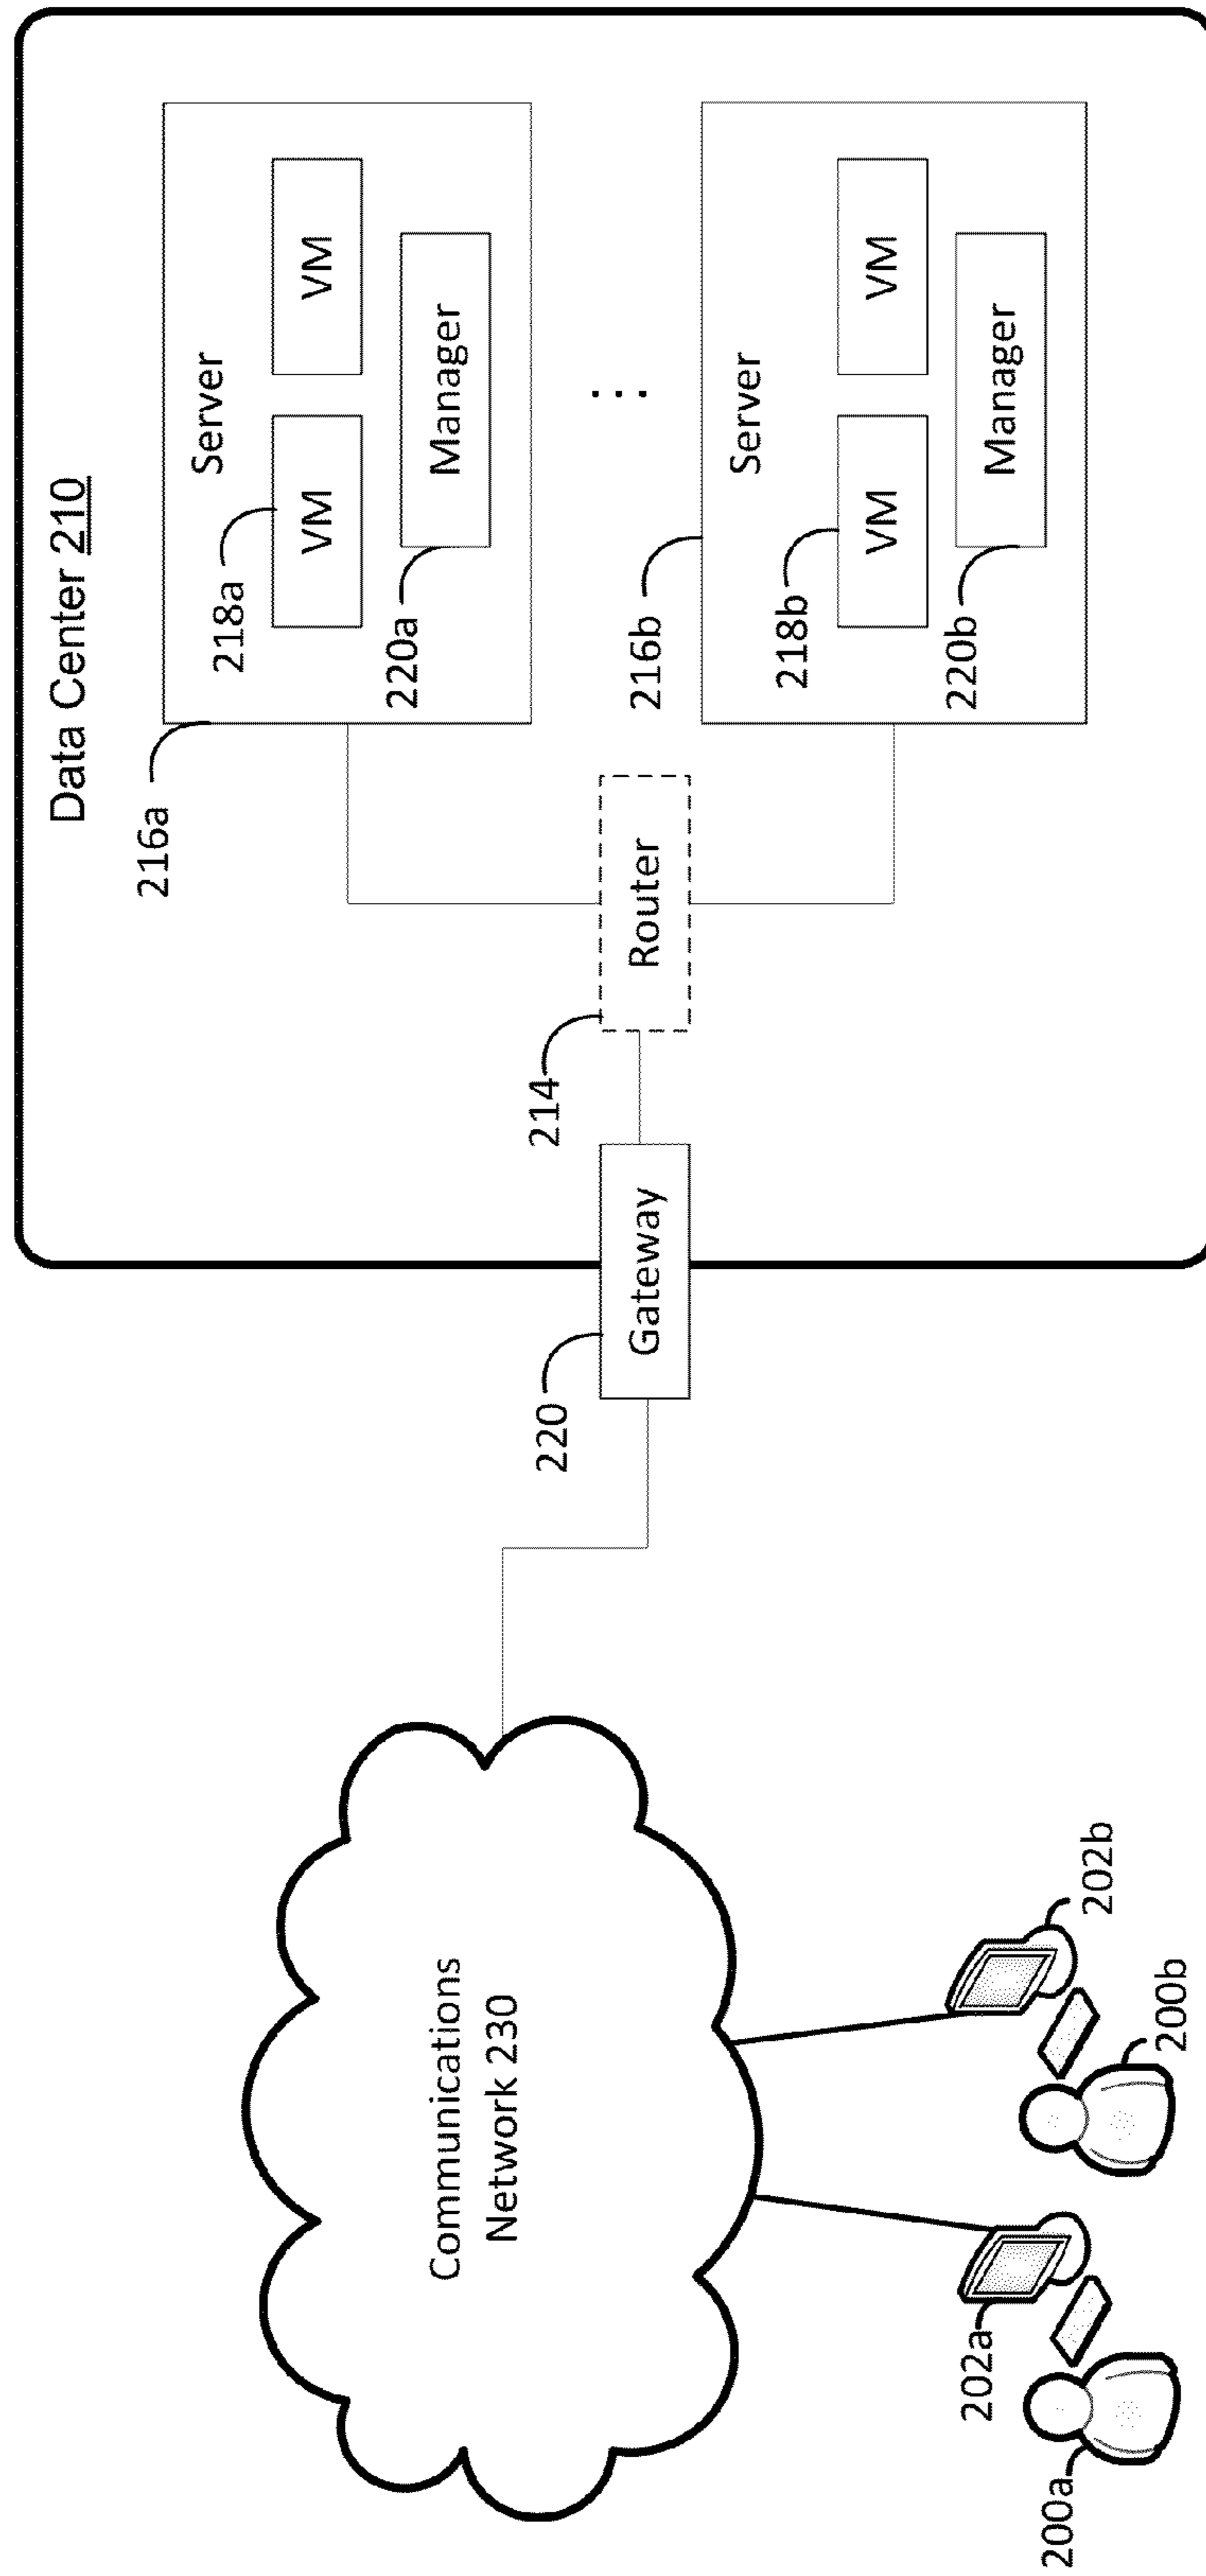 Data Center 210
216a
Server
218a
VM
VM
220a
Manager
...
216b
Server
218b
VM
VM
220b
Manager
214
Router
220
Gateway
Communications
Network 230
202a
202b
200a
200b